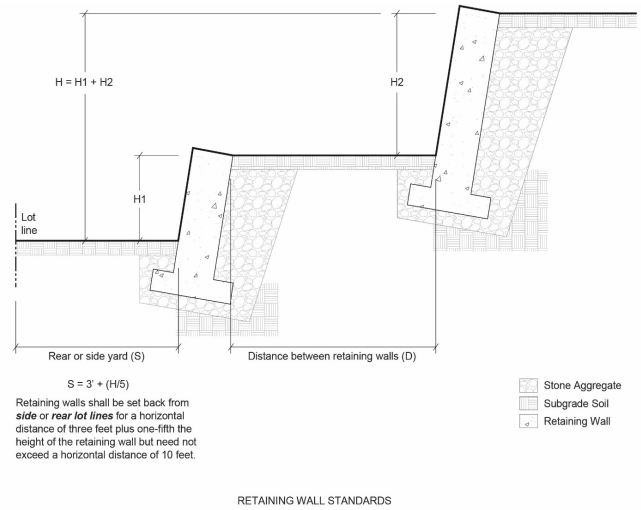 H = H1 + H2
H2
H1
Lot
line
Rear or side yard (S)
Distance between retaining walls (D)
S = 3' + (H/5)
Retaining walls shall be set back from
side or rear lot lines for a horizontal
distance of three feet plus one-fifth the
height of the retaining wall but need not
exceed a horizontal distance of 10 feet.
Stone Aggregate
Subgrade Soil
Retaining Wall
RETAINING WALL STANDARDS